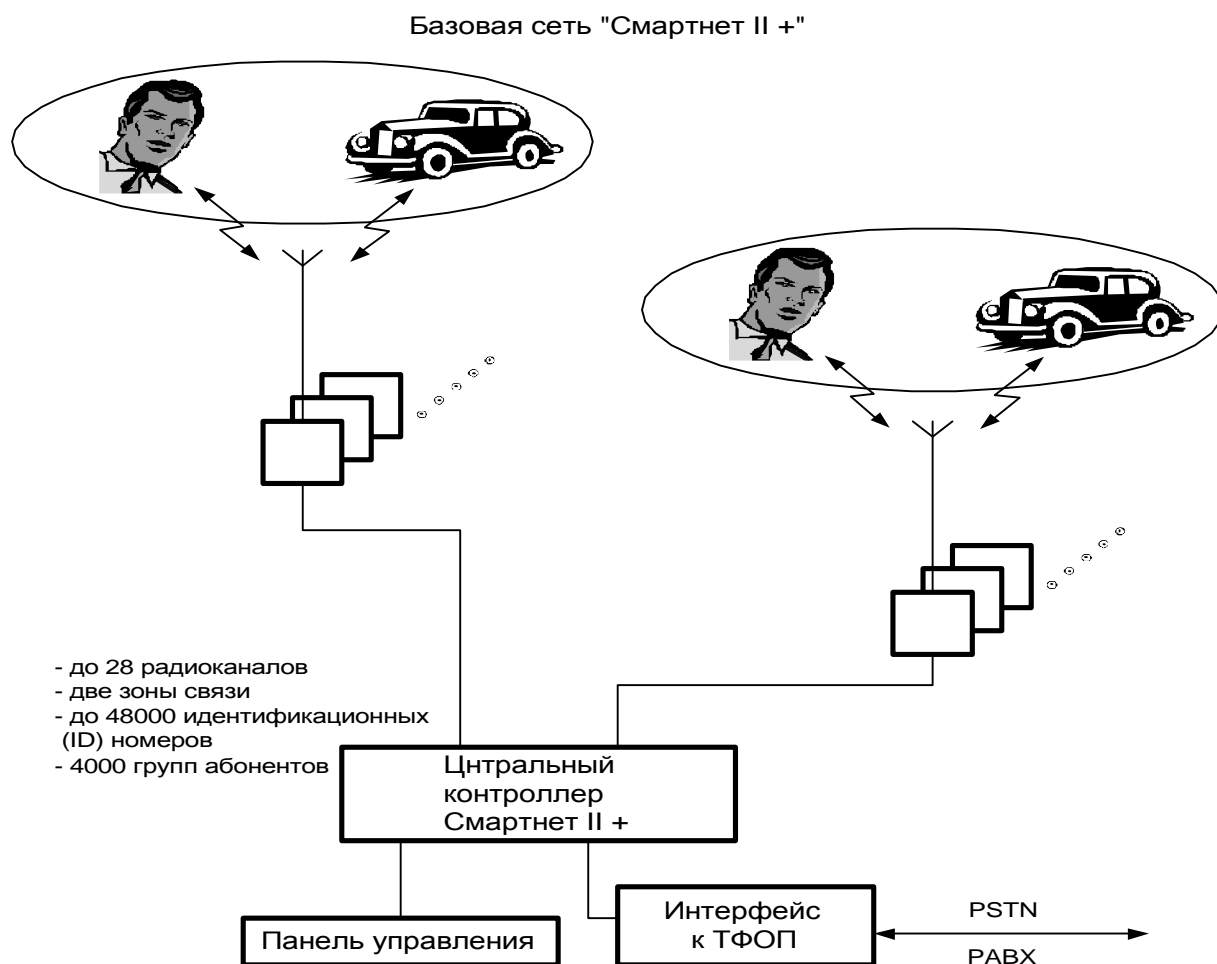 Базовая сеть "Смартнет II +"
- до 28 радиоканалов
- две зоны связи
- до 48000 идентификационных
(ID) номеров
- 4000 групп абонентов
Цнтральный
контроллер
Смартнет II +
Панель управления
Интерфейс
к ТФОП
PSTN
PABX